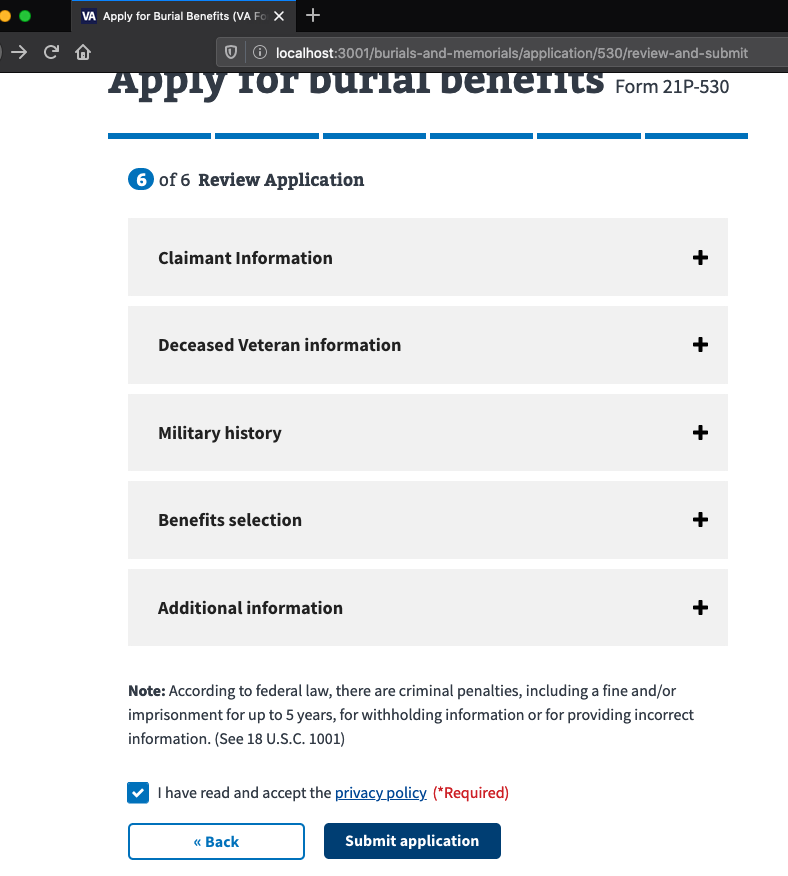 VA Apply for Burial Benefits (VA Fo
localhost:3001/burials-and-memorials/application/530/review-and-submit
Apply for burial benefits Form 21P-530
6 of 6 Review Application
Claimant Information
Deceased Veteran information
Military history
Benefits selection
Additional information
Note: According to federal law, there are criminal penalties, including a fine and/or
imprisonment for up to 5 years, for withholding information or for providing incorrect
information. (See 18 U.S.C. 1001)
I have read and accept the privacy policy (*Required)
« Back
Submit application